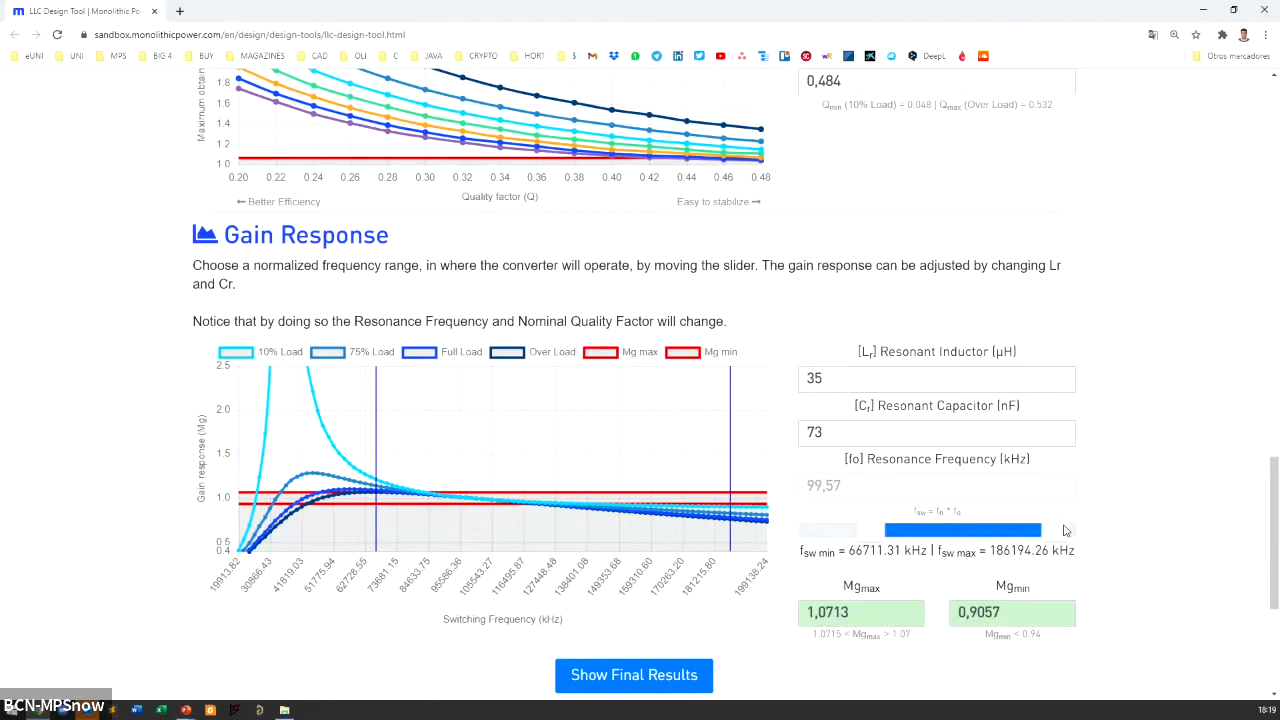 LLC Design Tool | Monolithic Po
sandbox.monolithicpower.com/en/design/design-tools/llc-design-tool.html
eUNI UNI MPS BIG 4 BUY MAGAZINES CAD OLI C JAVA CRYPTO HORT $ DeepL Otros marcadores
Maximum obtain
1.8
1.6
1.4
1.2
1.0
0.20 0.22 0.24 0.26 0.28 0.30 0.32 0.34 0.36 0.38 0.40 0.42 0.44 0.46 0.48
Quality factor (Q)
← Better Efficiency
Easy to stabilize →
0,484
Qmin (10% Load) = 0.048 | Qmax (Over Load) = 0.532
Gain Response
Choose a normalized frequency range, in where the converter will operate, by moving the slider. The gain response can be adjusted by changing Lr
and Cr.
Notice that by doing so the Resonance Frequency and Nominal Quality Factor will change.
10% Load 75% Load Full Load Over Load Mg max Mg min
Gain response (Mg)
2.5
2.0
1.5
1.0
0.5
0.4
19913.82 30866.43 41819.03 51775.94 62728.55 73681.15 84633.75 95586.36 105543.27 116495.87 127448.48 138401.08 149353.68 159310.60 170263.20 181215.80 199138.24
Switching Frequency (kHz)
[Lr] Resonant Inductor (µH)
35
[Cr] Resonant Capacitor (nF)
73
[fo] Resonance Frequency (kHz)
99,57
fsw = fn * fo
fsw min = 66711.31 kHz | fsw max = 186194.26 kHz
Mgmax Mgmin
1,0713 0,9057
1.0715 < Mgmax > 1.07 Mgmin < 0.94
Show Final Results
BCN-MPSnow
18:19